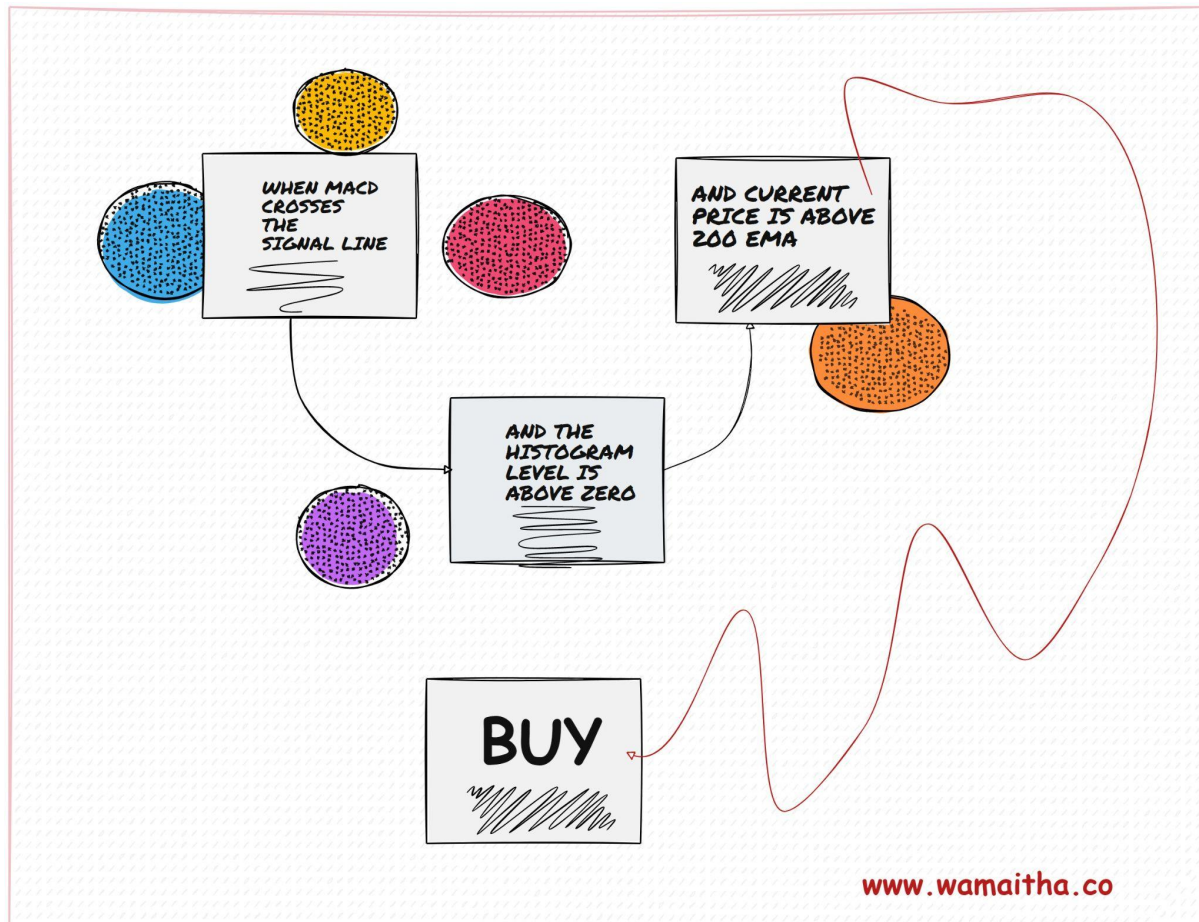 WHEN MACD
CROSSES
THE
SIGNAL LINE
AND THE
HISTOGRAM
LEVEL IS
ABOVE ZERO
AND CURRENT
PRICE IS ABOVE
200 EMA
BUY
www.wamaitha.co